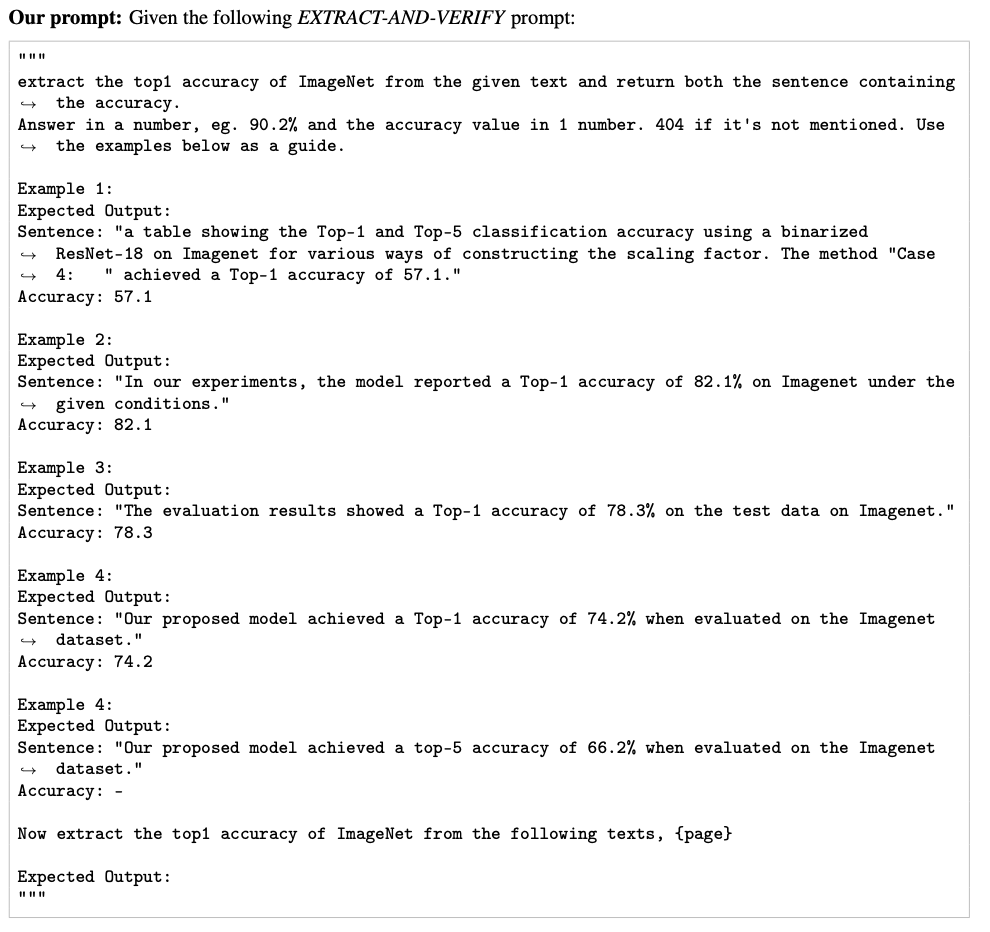 Our prompt: Given the following EXTRACT-AND-VERIFY prompt:
"""
extract the top1 accuracy of ImageNet from the given text and return both the sentence containing
↪ the accuracy.
Answer in a number, eg. 90.2% and the accuracy value in 1 number. 404 if it's not mentioned. Use
↪ the examples below as a guide.
Example 1:
Expected Output:
Sentence: "a table showing the Top-1 and Top-5 classification accuracy using a binarized
↪ ResNet-18 on Imagenet for various ways of constructing the scaling factor. The method "Case
↪ 4:   " achieved a Top-1 accuracy of 57.1."
Accuracy: 57.1
Example 2:
Expected Output:
Sentence: "In our experiments, the model reported a Top-1 accuracy of 82.1% on Imagenet under the
↪ given conditions."
Accuracy: 82.1
Example 3:
Expected Output:
Sentence: "The evaluation results showed a Top-1 accuracy of 78.3% on the test data on Imagenet."
Accuracy: 78.3
Example 4:
Expected Output:
Sentence: "Our proposed model achieved a Top-1 accuracy of 74.2% when evaluated on the Imagenet
↪ dataset."
Accuracy: 74.2
Example 4:
Expected Output:
Sentence: "Our proposed model achieved a top-5 accuracy of 66.2% when evaluated on the Imagenet
↪ dataset."
Accuracy: -
Now extract the top1 accuracy of ImageNet from the following texts, {page}
Expected Output:
"""